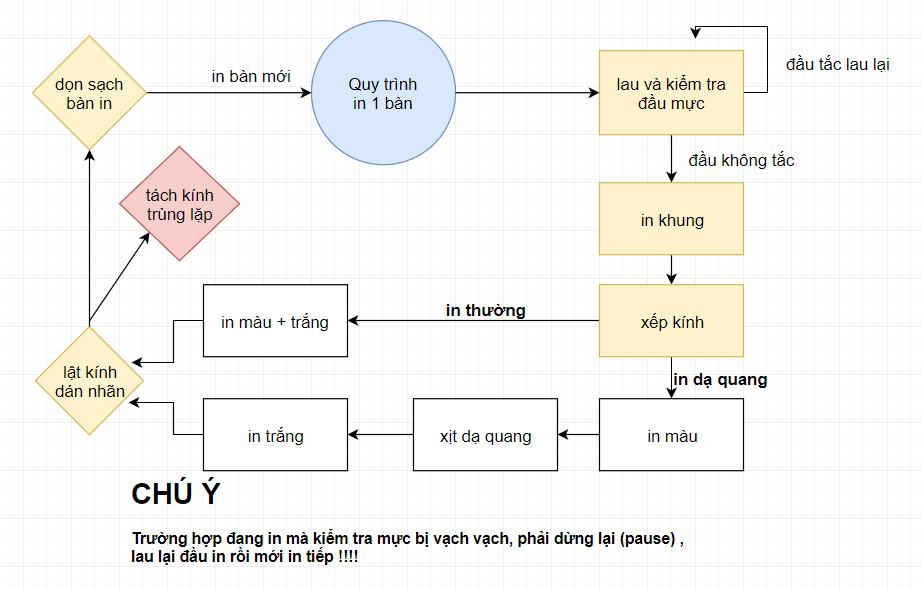 dọn sạch
bàn in
in bàn mới
Quy trình
in 1 bàn
lau và kiểm tra
đầu mực
đầu tắc lau lại
đầu không tắc
tách kính
trùng lặp
in khung
in màu + trắng
in thường
xếp kính
lật kính
dán nhãn
in dạ quang
in trắng
xịt dạ quang
in màu
CHÚ Ý
Trường hợp đang in mà kiểm tra mực bị vạch vạch, phải dừng lại (pause) ,
lau lại đầu in rồi mới in tiếp !!!!